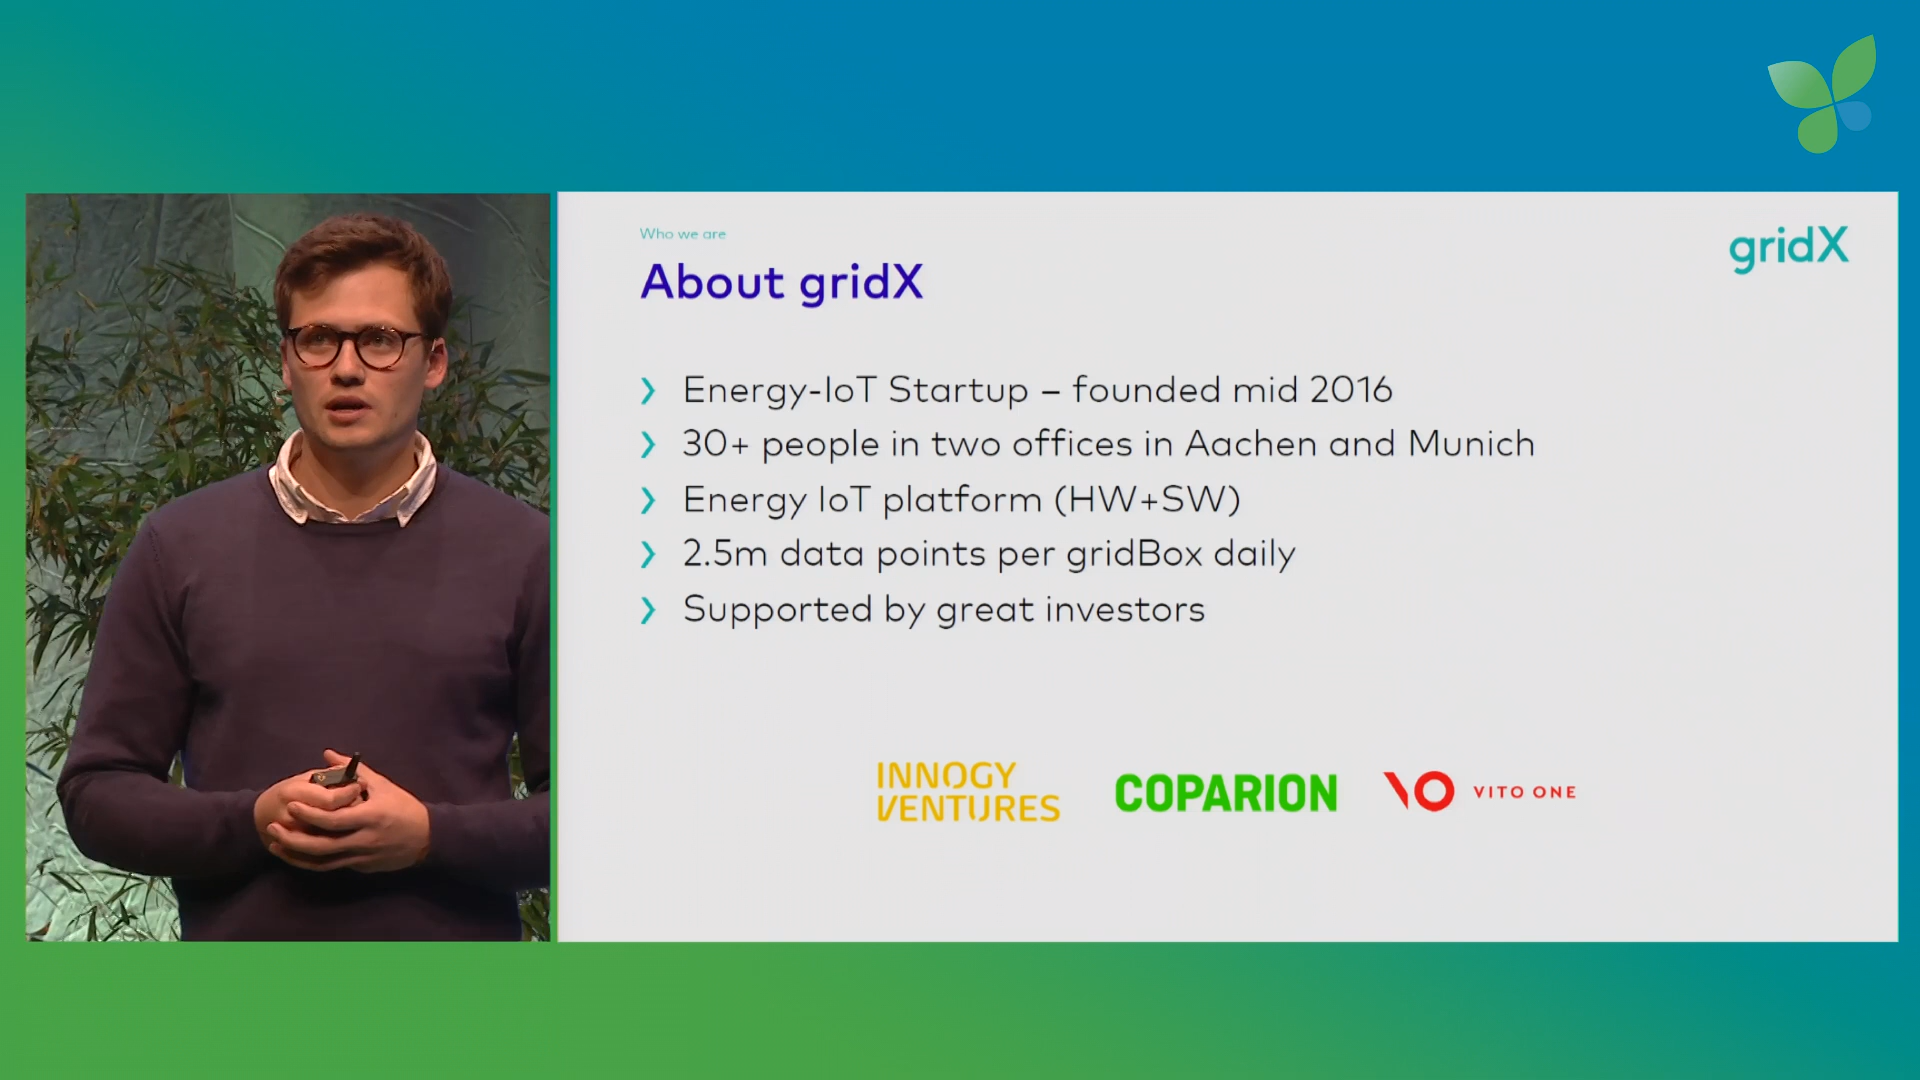 Who we are
About gridX
gridX
Energy-IoT Startup – founded mid 2016
30+ people in two offices in Aachen and Munich
Energy IoT platform (HW+SW)
2.5m data points per gridBox daily
Supported by great investors
INNOGY
VENTURES
COPARION
VO VITO ONE